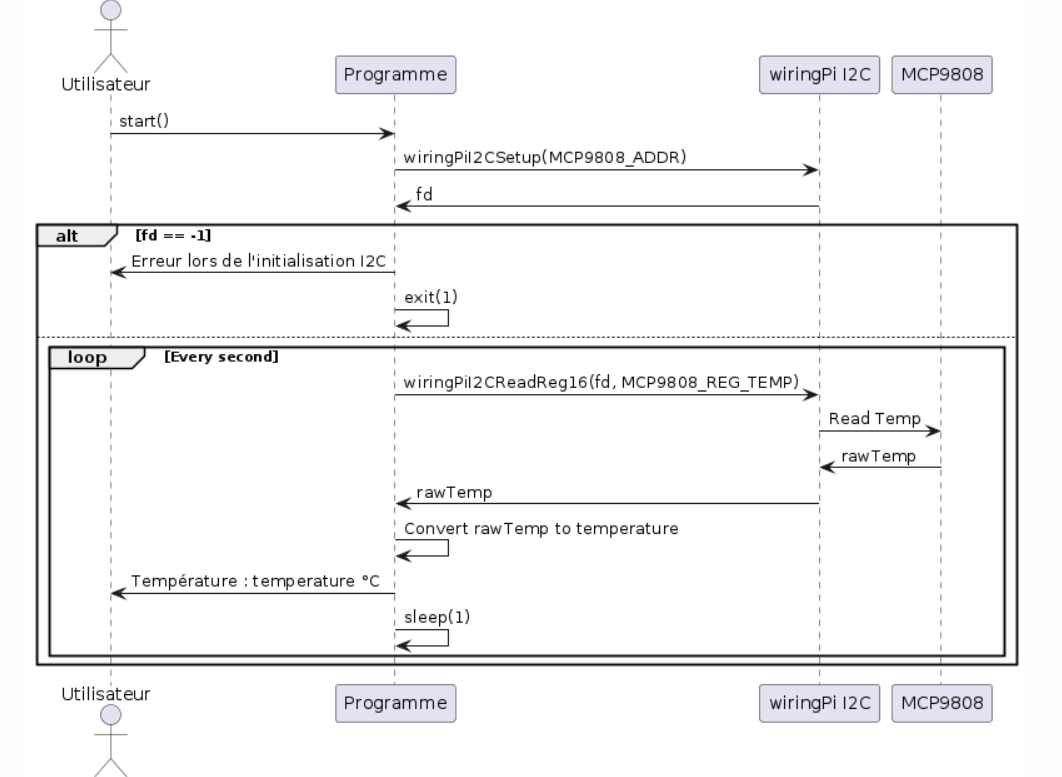 Utilisateur
Programme
wiringPi I2C
MCP9808
start()
wiringPiI2CSetup(MCP9808_ADDR)
fd
alt
[fd == -1]
Erreur lors de l'initialisation I2C
exit(1)
loop
[Every second]
wiringPiI2CReadReg16(fd, MCP9808_REG_TEMP)
Read Temp
rawTemp
rawTemp
Convert rawTemp to temperature
Température : temperature °C
sleep(1)
Utilisateur
Programme
wiringPi I2C
MCP9808